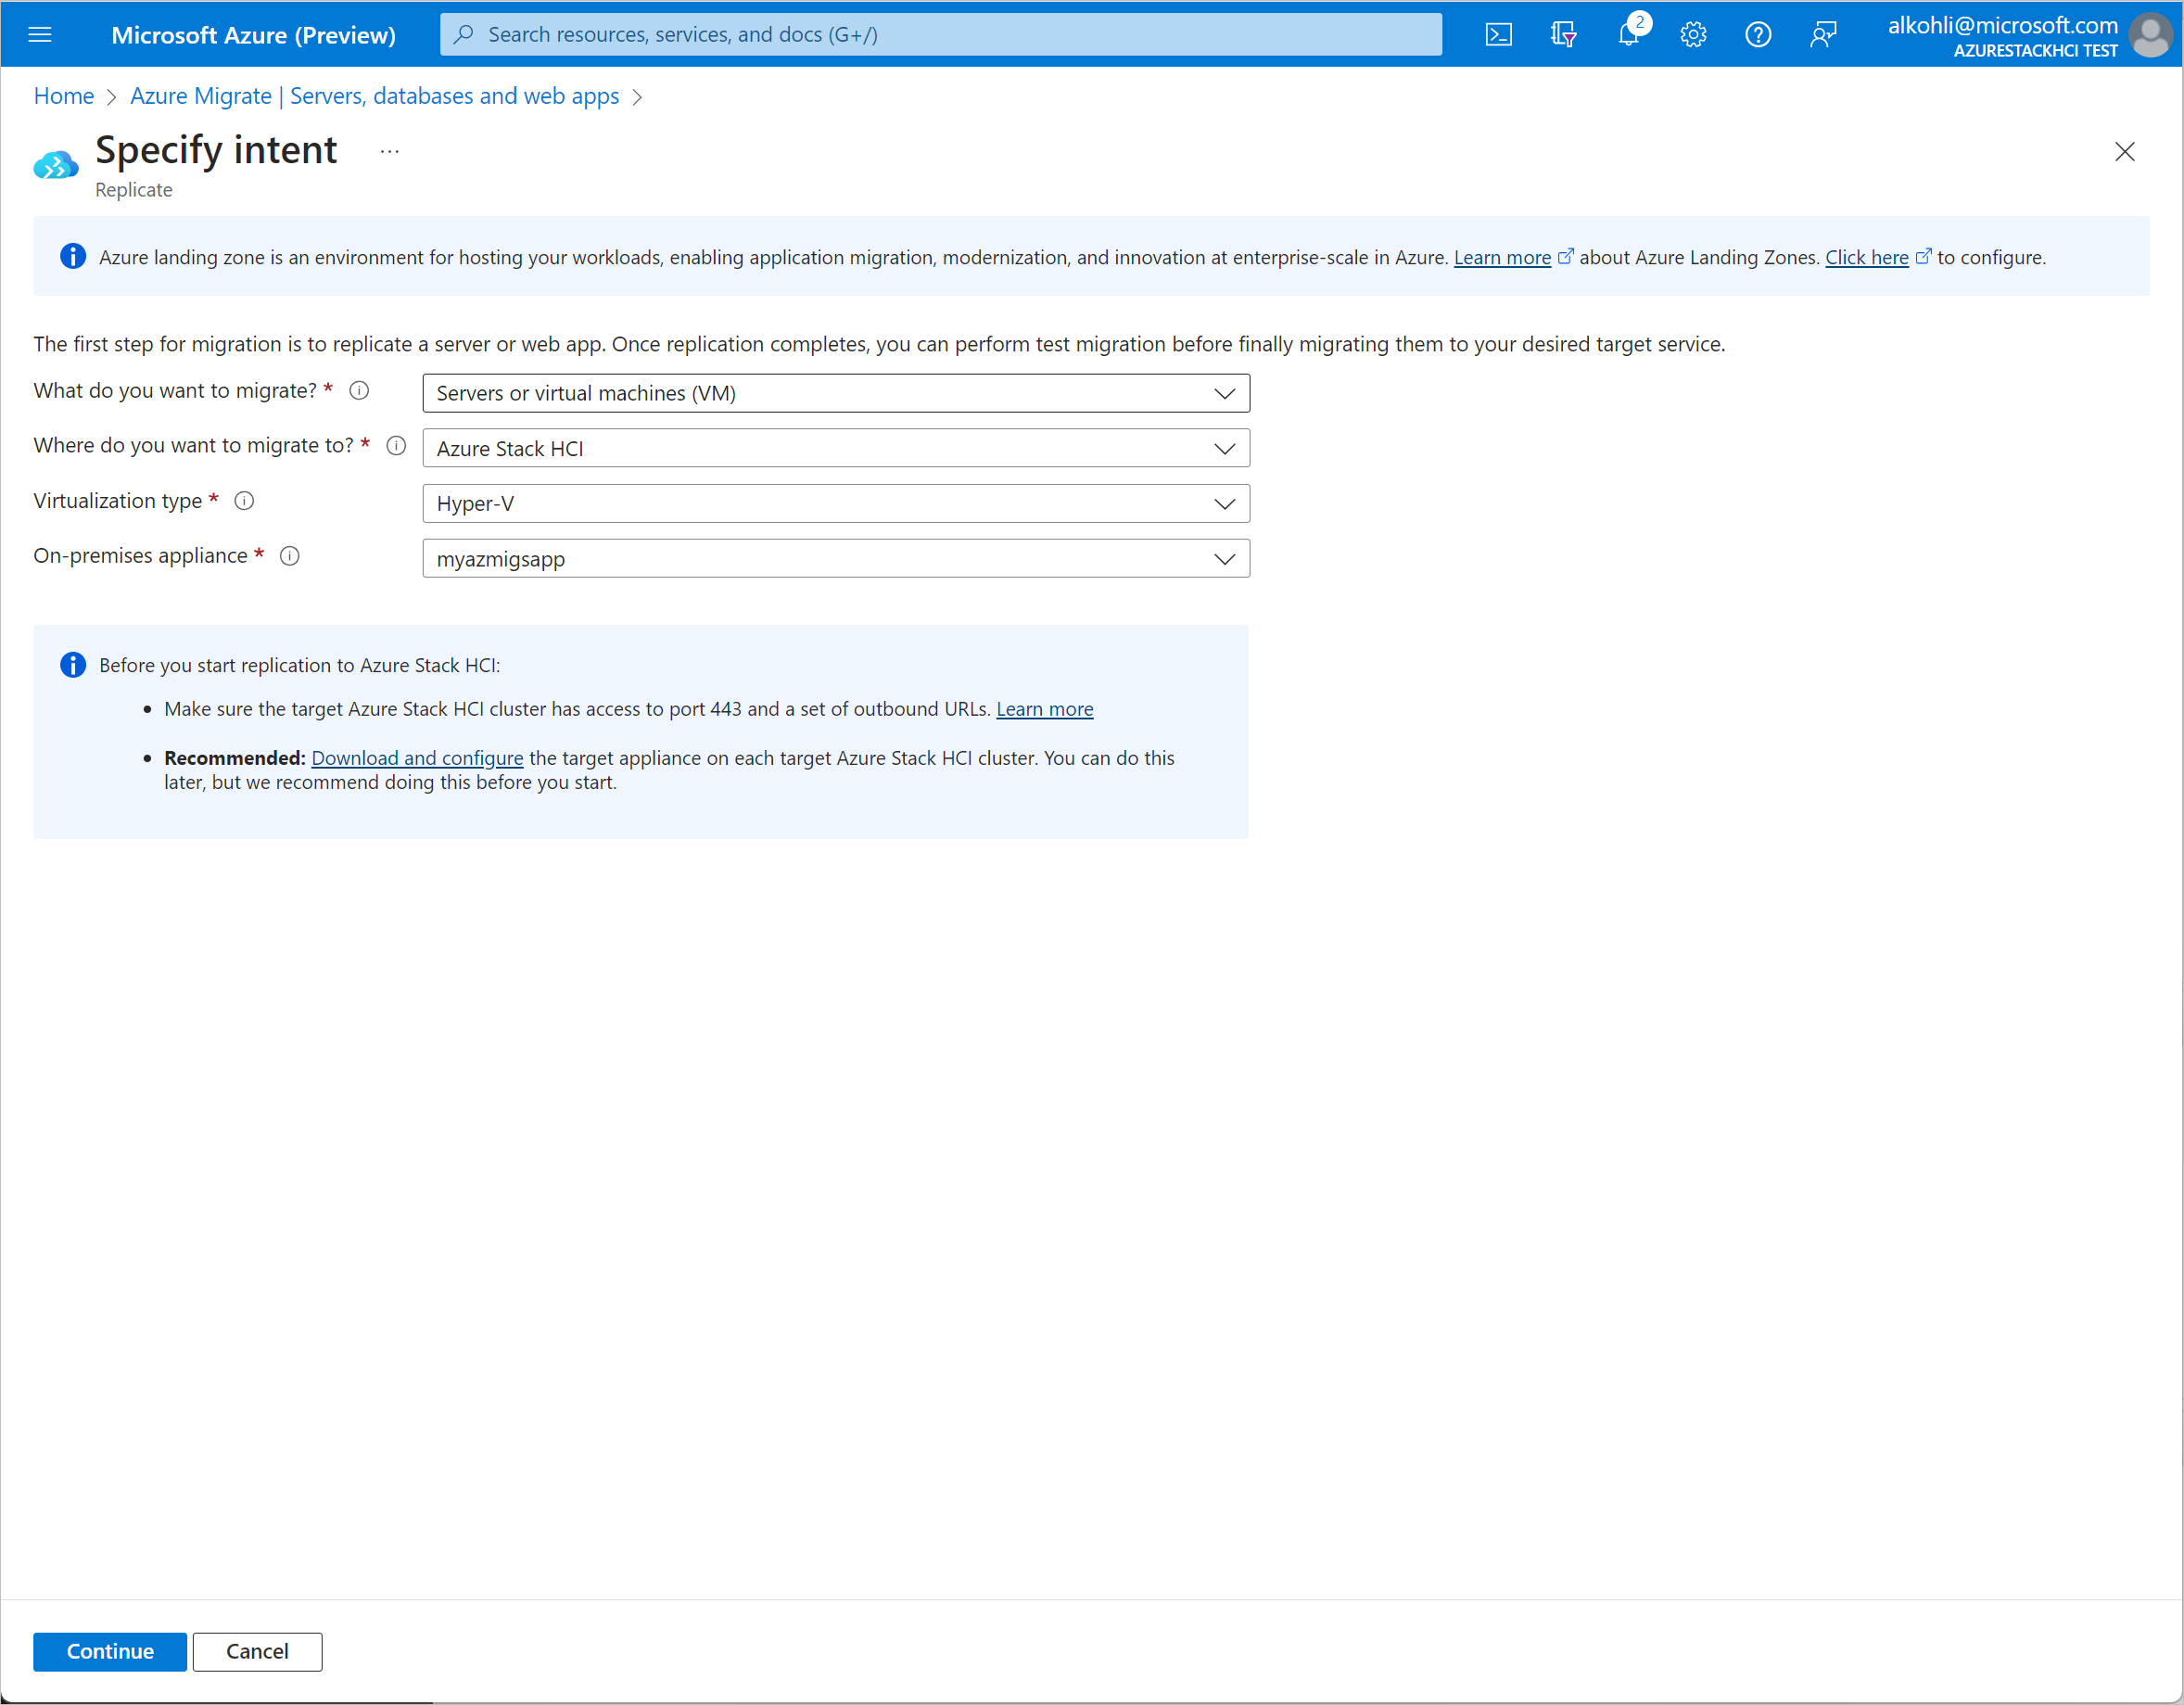 Microsoft Azure (Preview)
Search resources, services, and docs (G+/)
2
alkohli@microsoft.com
AZURESTACKHCI TEST
Home > Azure Migrate | Servers, databases and web apps >
Specify intent ...
Replicate
Azure landing zone is an environment for hosting your workloads, enabling application migration, modernization, and innovation at enterprise-scale in Azure. Learn more about Azure Landing Zones. Click here to configure.
The first step for migration is to replicate a server or web app. Once replication completes, you can perform test migration before finally migrating them to your desired target service.
What do you want to migrate? * Servers or virtual machines (VM)
Where do you want to migrate to? * Azure Stack HCI
Virtualization type * Hyper-V
On-premises appliance * myazmigsapp
Before you start replication to Azure Stack HCI:
• Make sure the target Azure Stack HCI cluster has access to port 443 and a set of outbound URLs. Learn more
• Recommended: Download and configure the target appliance on each target Azure Stack HCI cluster. You can do this
later, but we recommend doing this before you start.
Continue Cancel